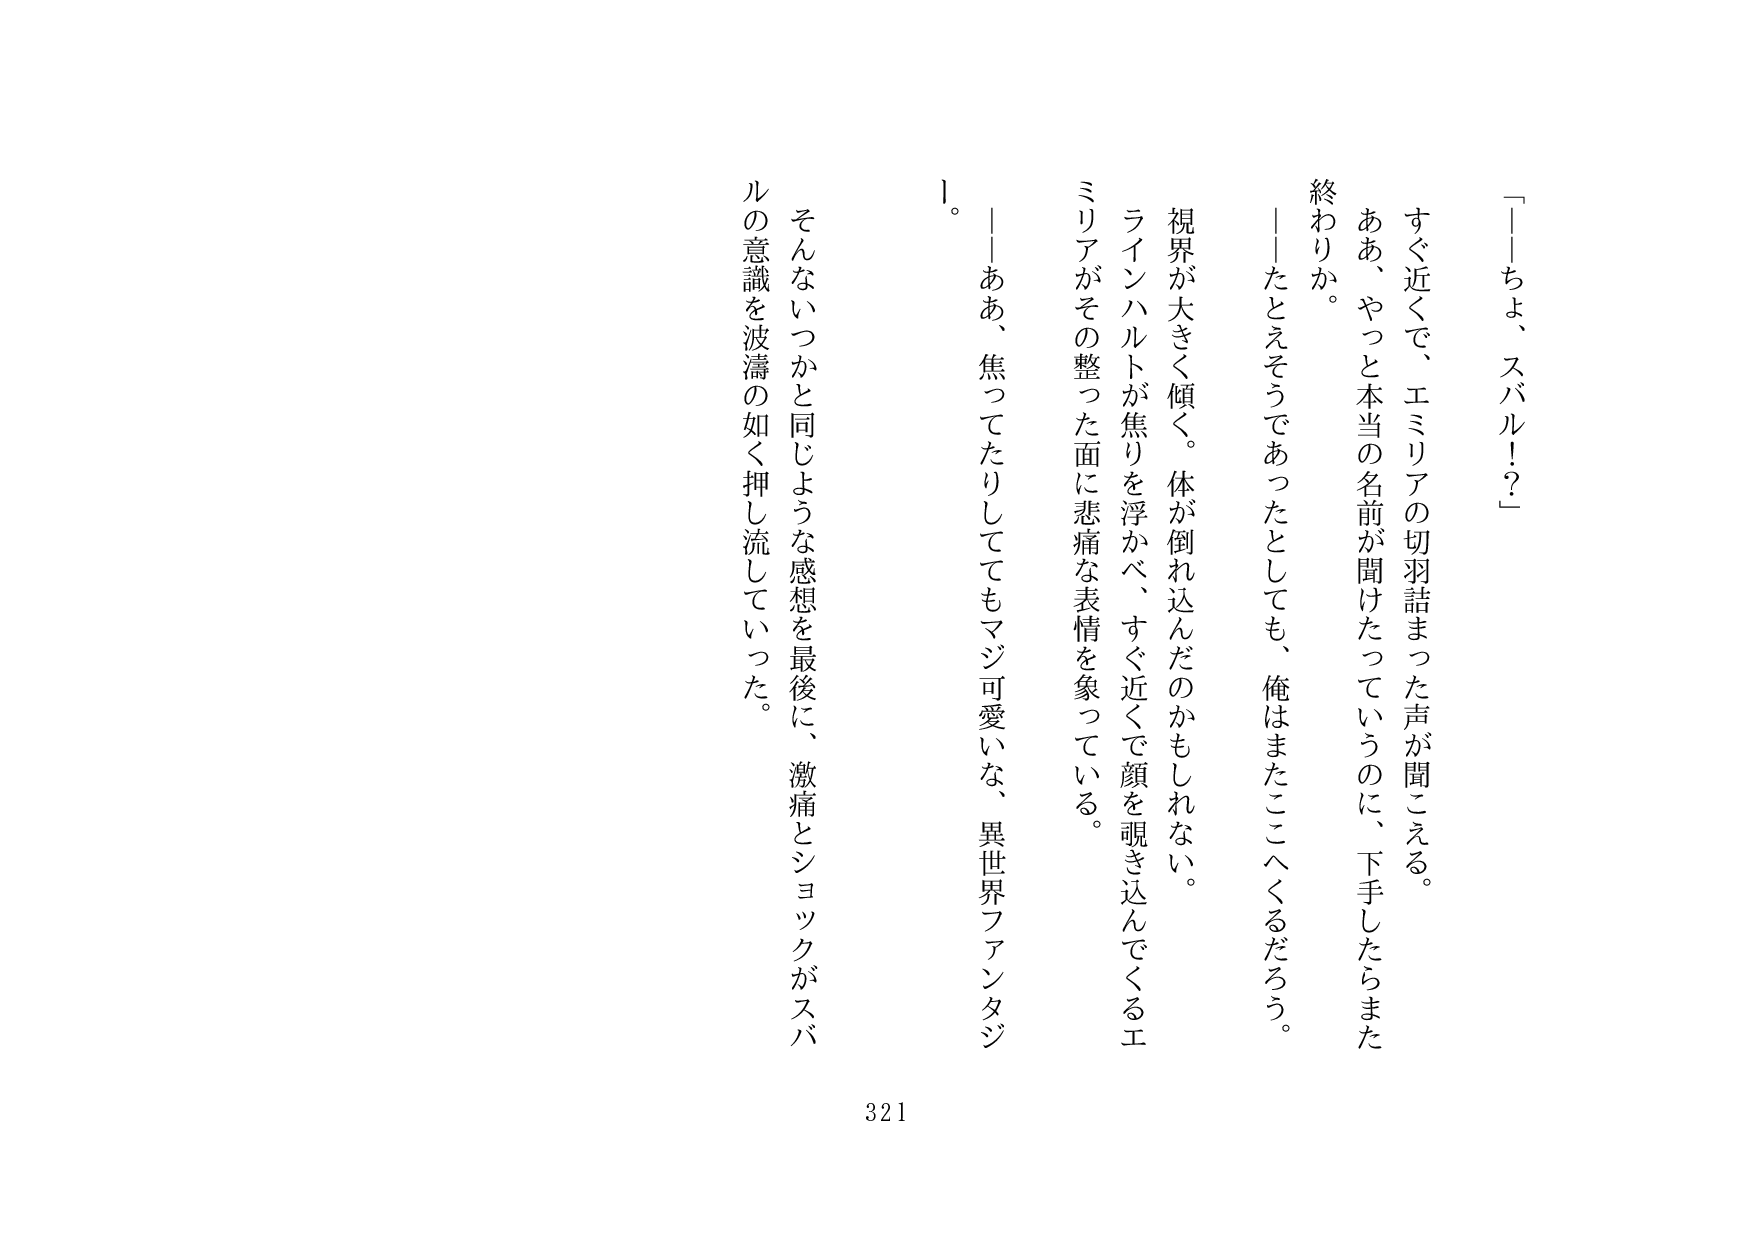 「――ちょ、スバル！？」
　すぐ近くで、エミリアの切羽詰まった声が聞こえる。
　ああ、やっと本当の名前が聞けたっていうのに、下手したらまた
終わりか。
　――たとえそうであったとしても、俺はまたここへくるだろう。
　視界が大きく傾く。体が倒れ込んだのかもしれない。
　ラインハルトが焦りを浮かべ、すぐ近くで顔を覗き込んでくるエ
ミリアがその整った面に悲痛な表情を象っている。
　――ああ、焦ってたりしててもマジ可愛いな、異世界ファンタジ
ー。
　そんないつかと同じような感想を最後に、激痛とショックがスバ
ルの意識を波濤の如く押し流していった。
321